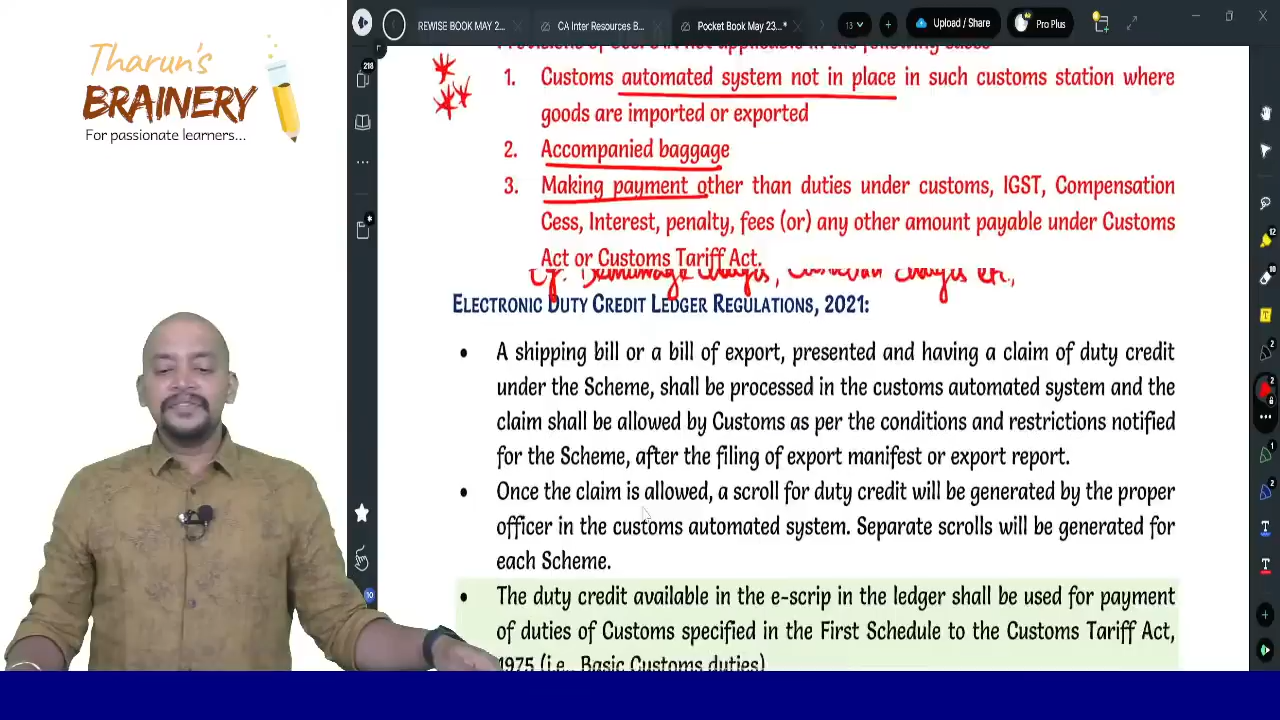 Tharun's
BRAINERY
For passionate learners...
REWISE BOOK MAY 2...
CA Inter Resources B...
Pocket Book May 23...*
13
Upload / Share
Pro Plus
218
1. Customs automated system not in place in such customs station where
goods are imported or exported
2. Accompanied baggage
3. Making payment other than duties under customs, IGST, Compensation
Cess, Interest, penalty, fees (or) any other amount payable under Customs
Act or Customs Tariff Act.
ELECTRONIC DUTY CREDIT LEDGER REGULATIONS, 2021:
• A shipping bill or a bill of export, presented and having a claim of duty credit
under the Scheme, shall be processed in the customs automated system and the
claim shall be allowed by Customs as per the conditions and restrictions notified
for the Scheme, after the filing of export manifest or export report.
• Once the claim is allowed, a scroll for duty credit will be generated by the proper
officer in the customs automated system. Separate scrolls will be generated for
each Scheme.
• The duty credit available in the e-scrip in the ledger shall be used for payment
of duties of Customs specified in the First Schedule to the Customs Tariff Act,
1975 (i.e., Basic Customs duties)